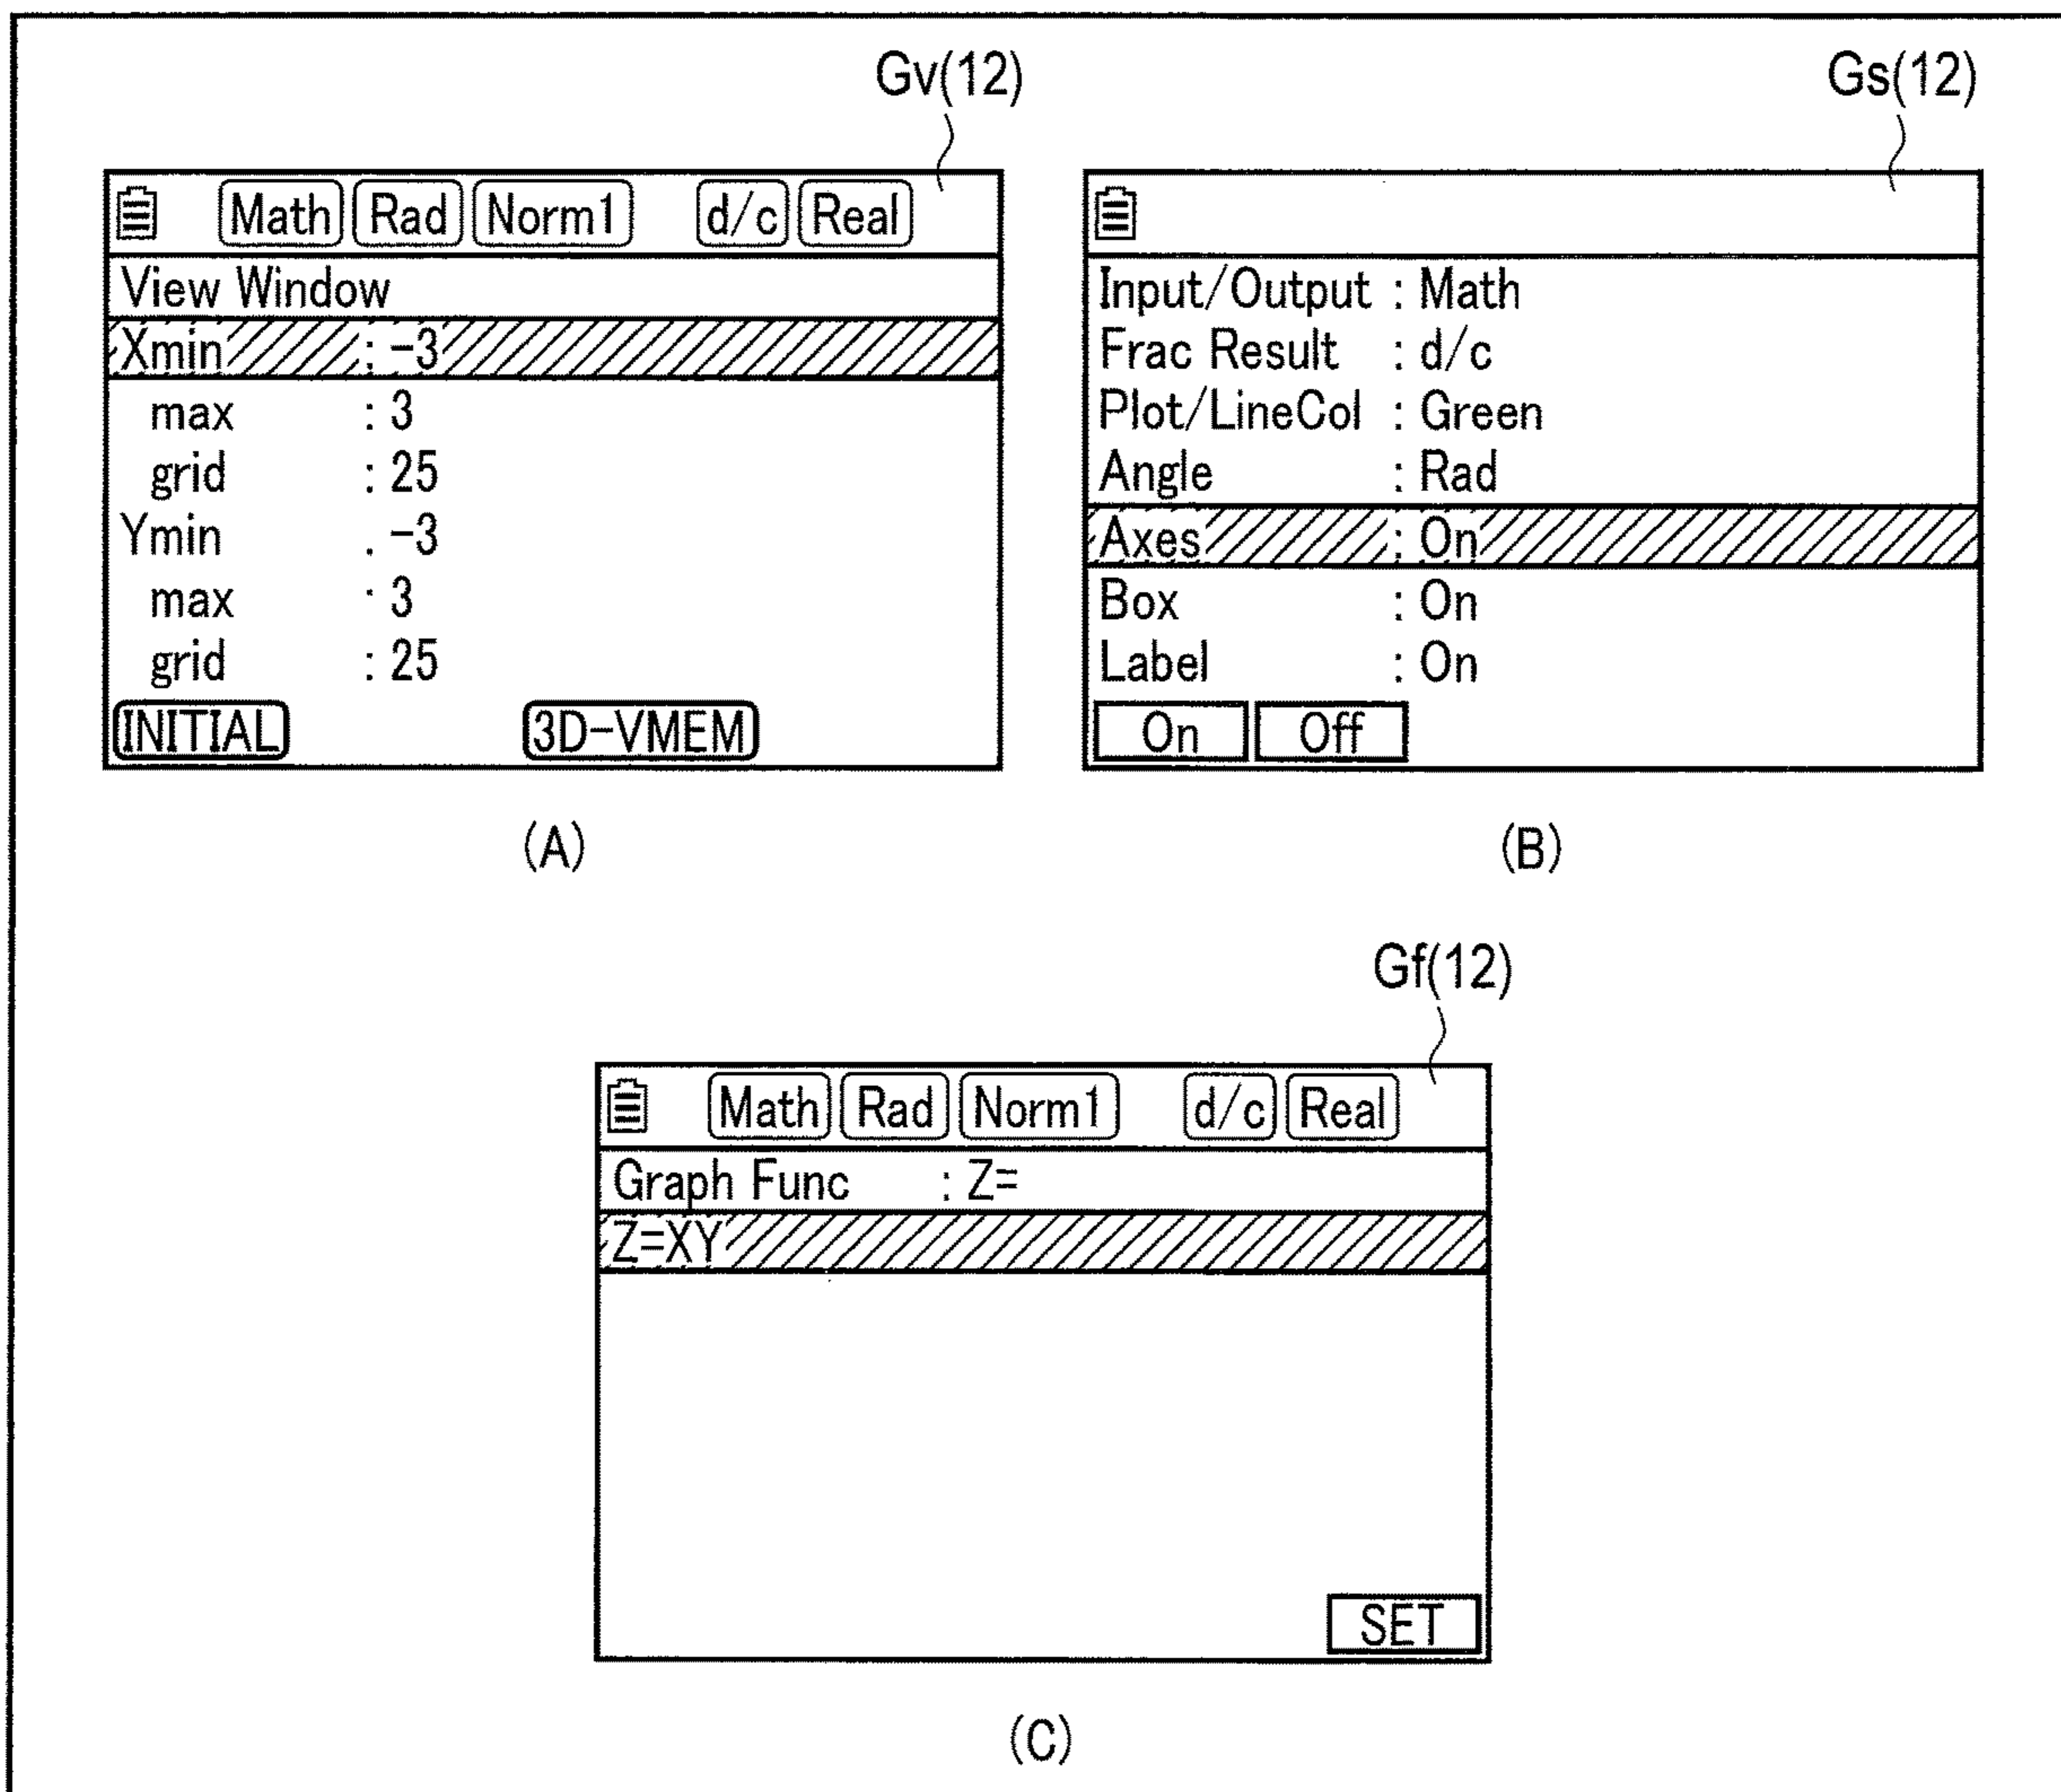 Gv(12)
Math Rad Norm1 d/c Real
View Window
Xmin : -3
max : 3
grid : 25
Ymin . -3
max · 3
grid : 25
INITIAL 3D-VMEM
(A)
Gs(12)
Input/Output : Math
Frac Result : d/c
Plot/LineCol : Green
Angle : Rad
Axes : On
Box : On
Label : On
On Off
(B)
Gf(12)
Math Rad Norm1 d/c Real
Graph Func : Z=
Z=XY
SET
(C)